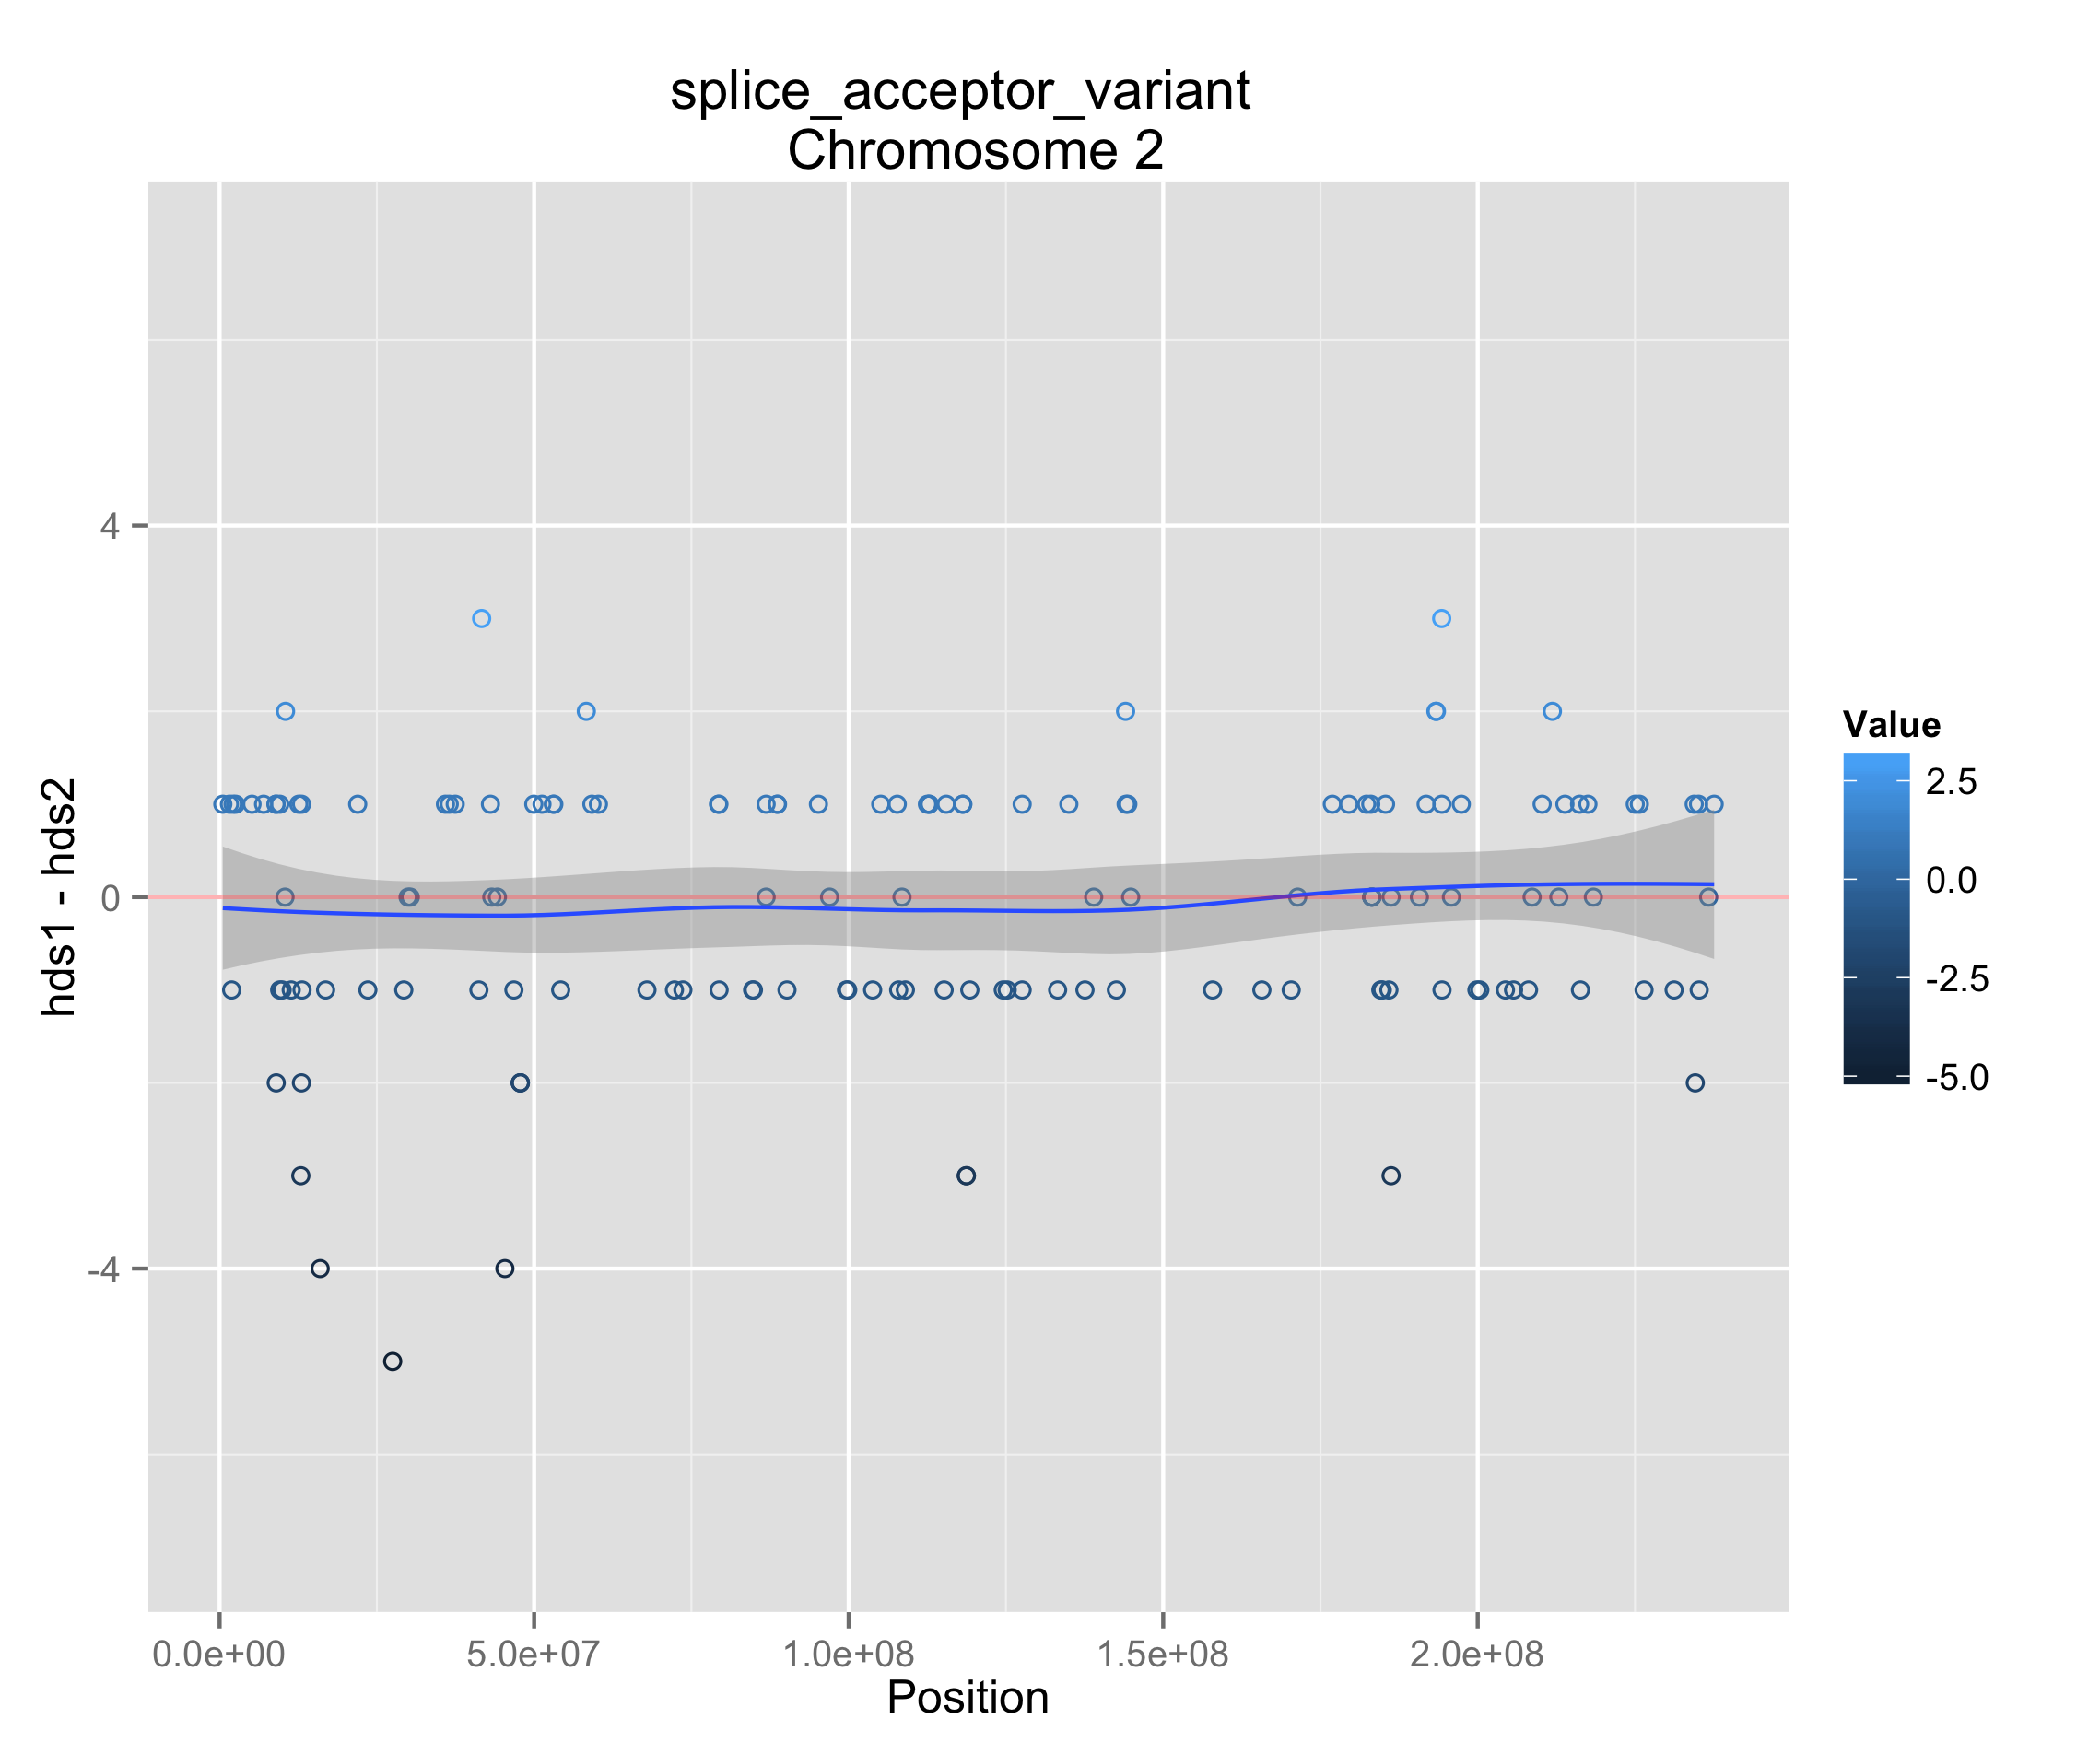 splice_acceptor_variant
Chromosome 2
hds1 - hds2
4
0
-4
0.0e+00 5.0e+07 1.0e+08 1.5e+08 2.0e+08
Position
Value
2.5
0.0
-2.5
-5.0